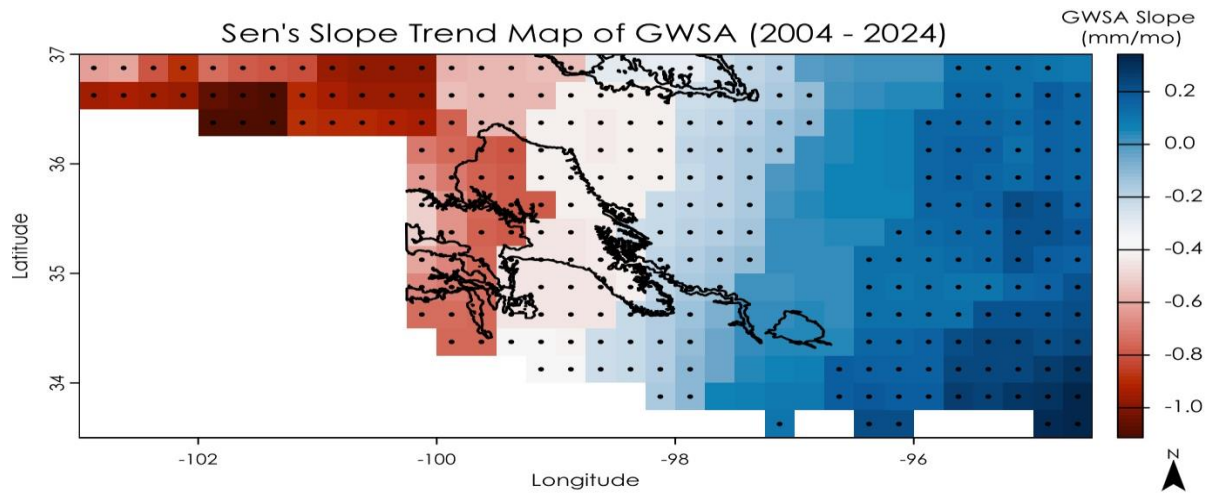 Sen's Slope Trend Map of GWSA (2004 - 2024)
GWSA Slope
(mm/mo)
37
36
35
34
Latitude
0.2
0.0
-0.2
-0.4
-0.6
-0.8
-1.0
-102
-100
-98
-96
Longitude
N